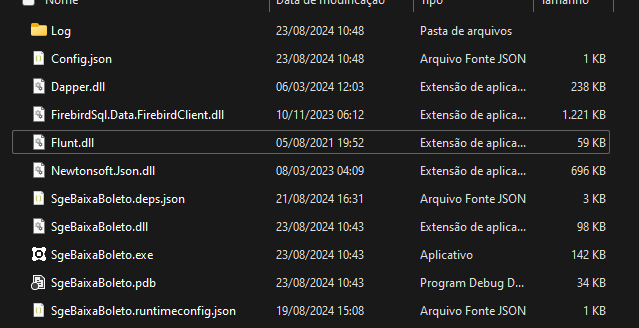 Nome Data de modificação Tipo Tamanho
Log 23/08/2024 10:48 Pasta de arquivos
Config.json 23/08/2024 10:48 Arquivo Fonte JSON 1 KB
Dapper.dll 06/03/2024 12:03 Extensão de aplica... 238 KB
FirebirdSql.Data.FirebirdClient.dll 10/11/2023 06:12 Extensão de aplica... 1.221 KB
Flunt.dll 05/08/2021 19:52 Extensão de aplica... 59 KB
Newtonsoft.Json.dll 08/03/2023 04:09 Extensão de aplica... 696 KB
SgeBaixaBoleto.deps.json 21/08/2024 16:31 Arquivo Fonte JSON 3 KB
SgeBaixaBoleto.dll 23/08/2024 10:43 Extensão de aplica... 98 KB
SgeBaixaBoleto.exe 23/08/2024 10:43 Aplicativo 142 KB
SgeBaixaBoleto.pdb 23/08/2024 10:43 Program Debug D... 34 KB
SgeBaixaBoleto.runtimeconfig.json 19/08/2024 15:08 Arquivo Fonte JSON 1 KB